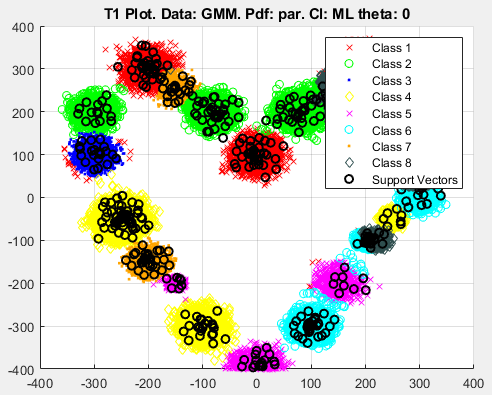 T1 Plot. Data: GMM. Pdf: par. Cl: ML theta: 0
400
300
200
100
0
-100
-200
-300
-400
-400 -300 -200 -100 0 100 200 300 400
Class 1
Class 2
Class 3
Class 4
Class 5
Class 6
Class 7
Class 8
Support Vectors